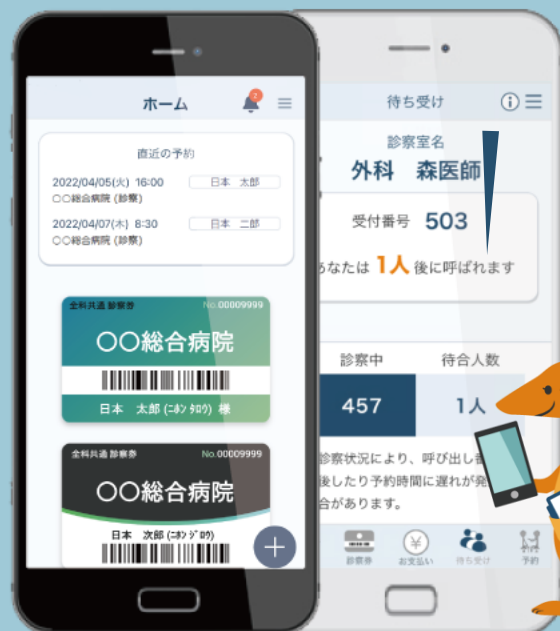 ホーム
2
直近の予約
2022/04/05(火) 16:00 日本 太郎
〇〇総合病院 (診察)
2022/04/07(木) 8:30 日本 二郎
〇〇総合病院 (診察)
全科共通 診察券 No.00009999
〇〇総合病院
日本 太郎 (ニホン タロウ) 様
全科共通 診察券 No.00009999
〇〇総合病院
日本 次郎 (ニホン ジロウ)
待ち受け
診察室名
外科 森医師
受付番号 503
あなたは 1人 後に呼ばれます
診察中 待合人数
457 1人
診察状況により、呼び出し
後したり予約時間に遅れが発
合があります。
診察券 お支払い 待ち受け 予約